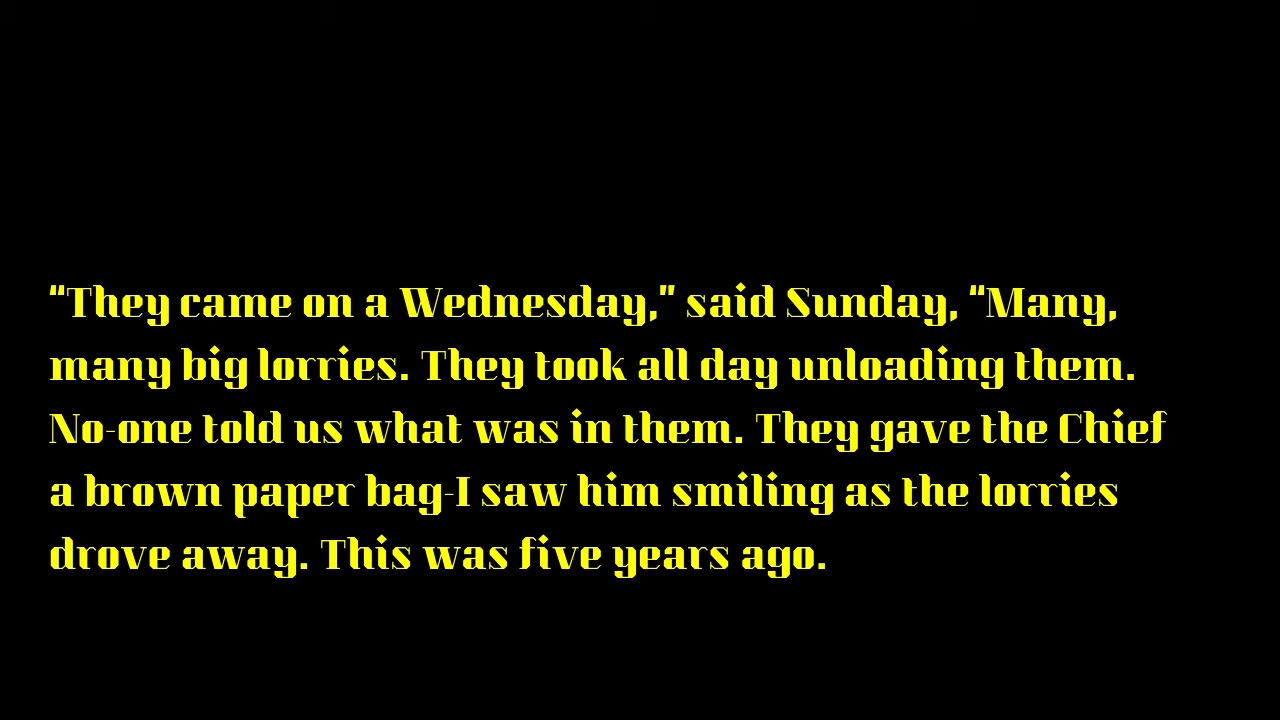 “They came on a Wednesday,” said Sunday, “Many,
many big lorries. They took all day unloading them.
No-one told us what was in them. They gave the Chief
a brown paper bag-I saw him smiling as the lorries
drove away. This was five years ago.